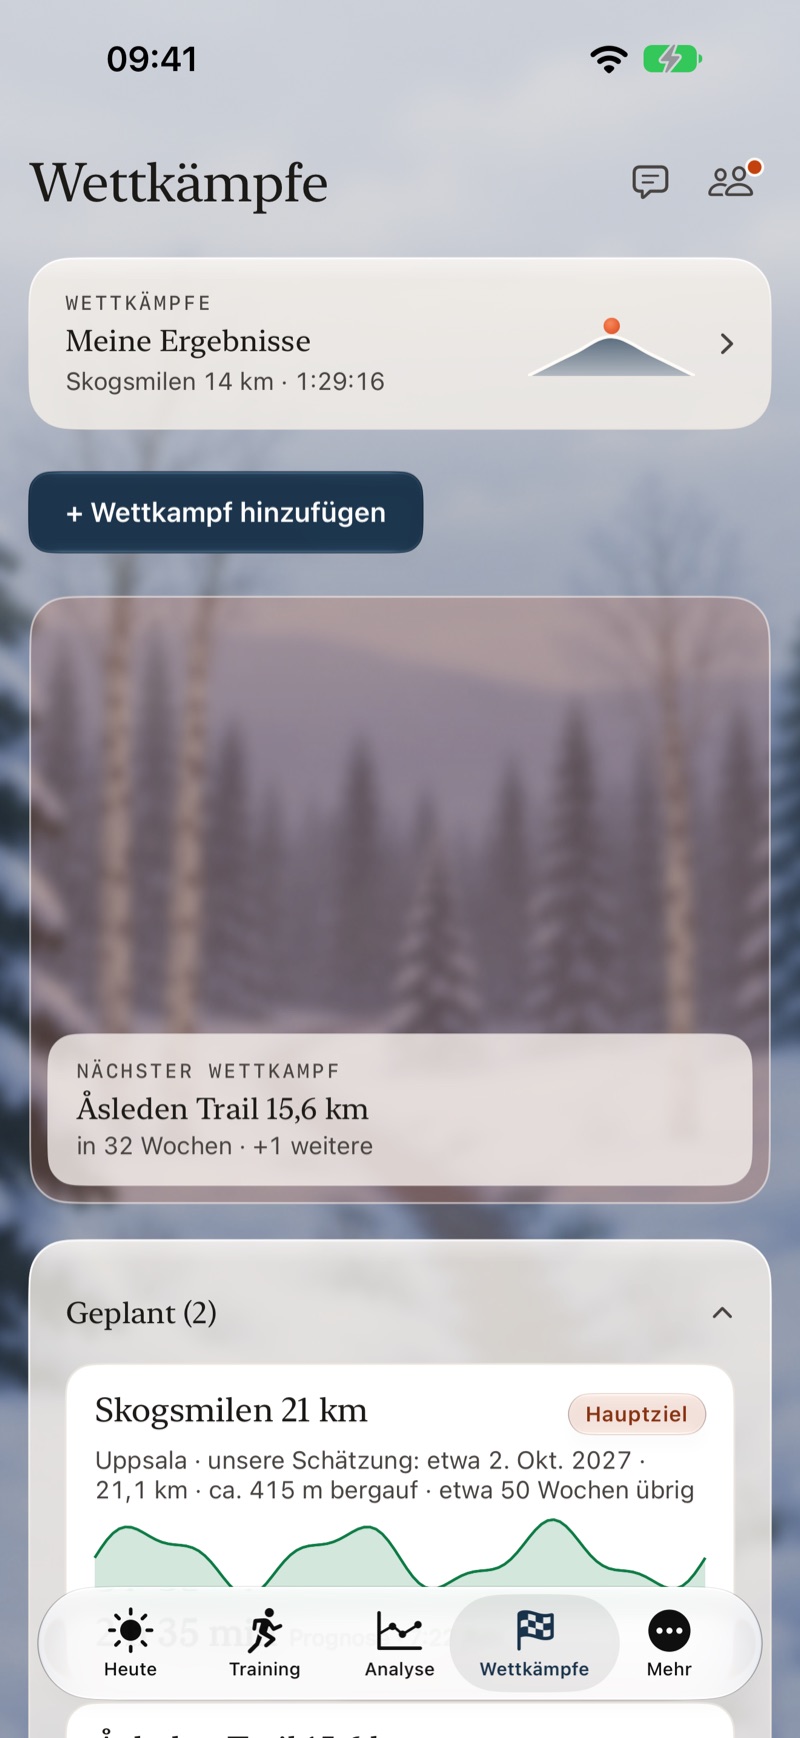 09:41
Wettkämpfe
WETTKÄMPFE
Meine Ergebnisse
Skogsmilen 14 km · 1:29:16
+ Wettkampf hinzufügen
NÄCHSTER WETTKAMPF
Åsleden Trail 15,6 km
in 32 Wochen · +1 weitere
Geplant (2)
Skogsmilen 21 km
Hauptziel
Uppsala · unsere Schätzung: etwa 2. Okt. 2027 ·
21,1 km · ca. 415 m bergauf · etwa 50 Wochen übrig
Heute
Training
Analyse
Wettkämpfe
Mehr